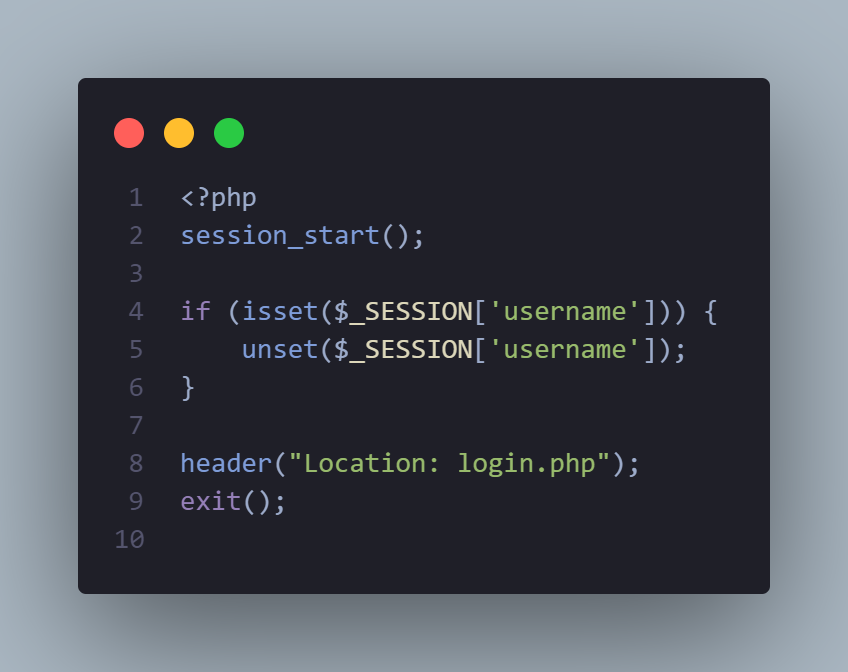 1 <?php
2 session_start();
3
4 if (isset($_SESSION['username'])) {
5     unset($_SESSION['username']);
6 }
7
8 header("Location: login.php");
9 exit();
10